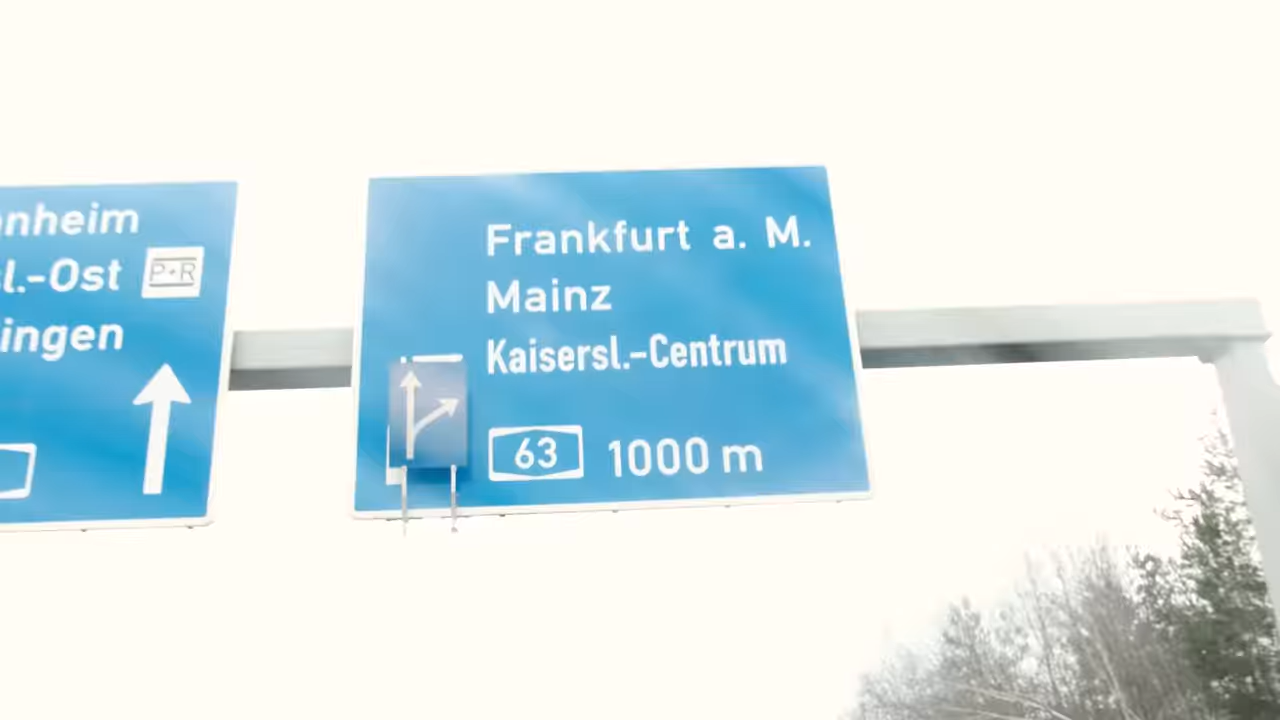 nheim
l.-Ost P+R
ingen
Frankfurt a. M.
Mainz
Kaisersl.-Centrum
63 1000 m